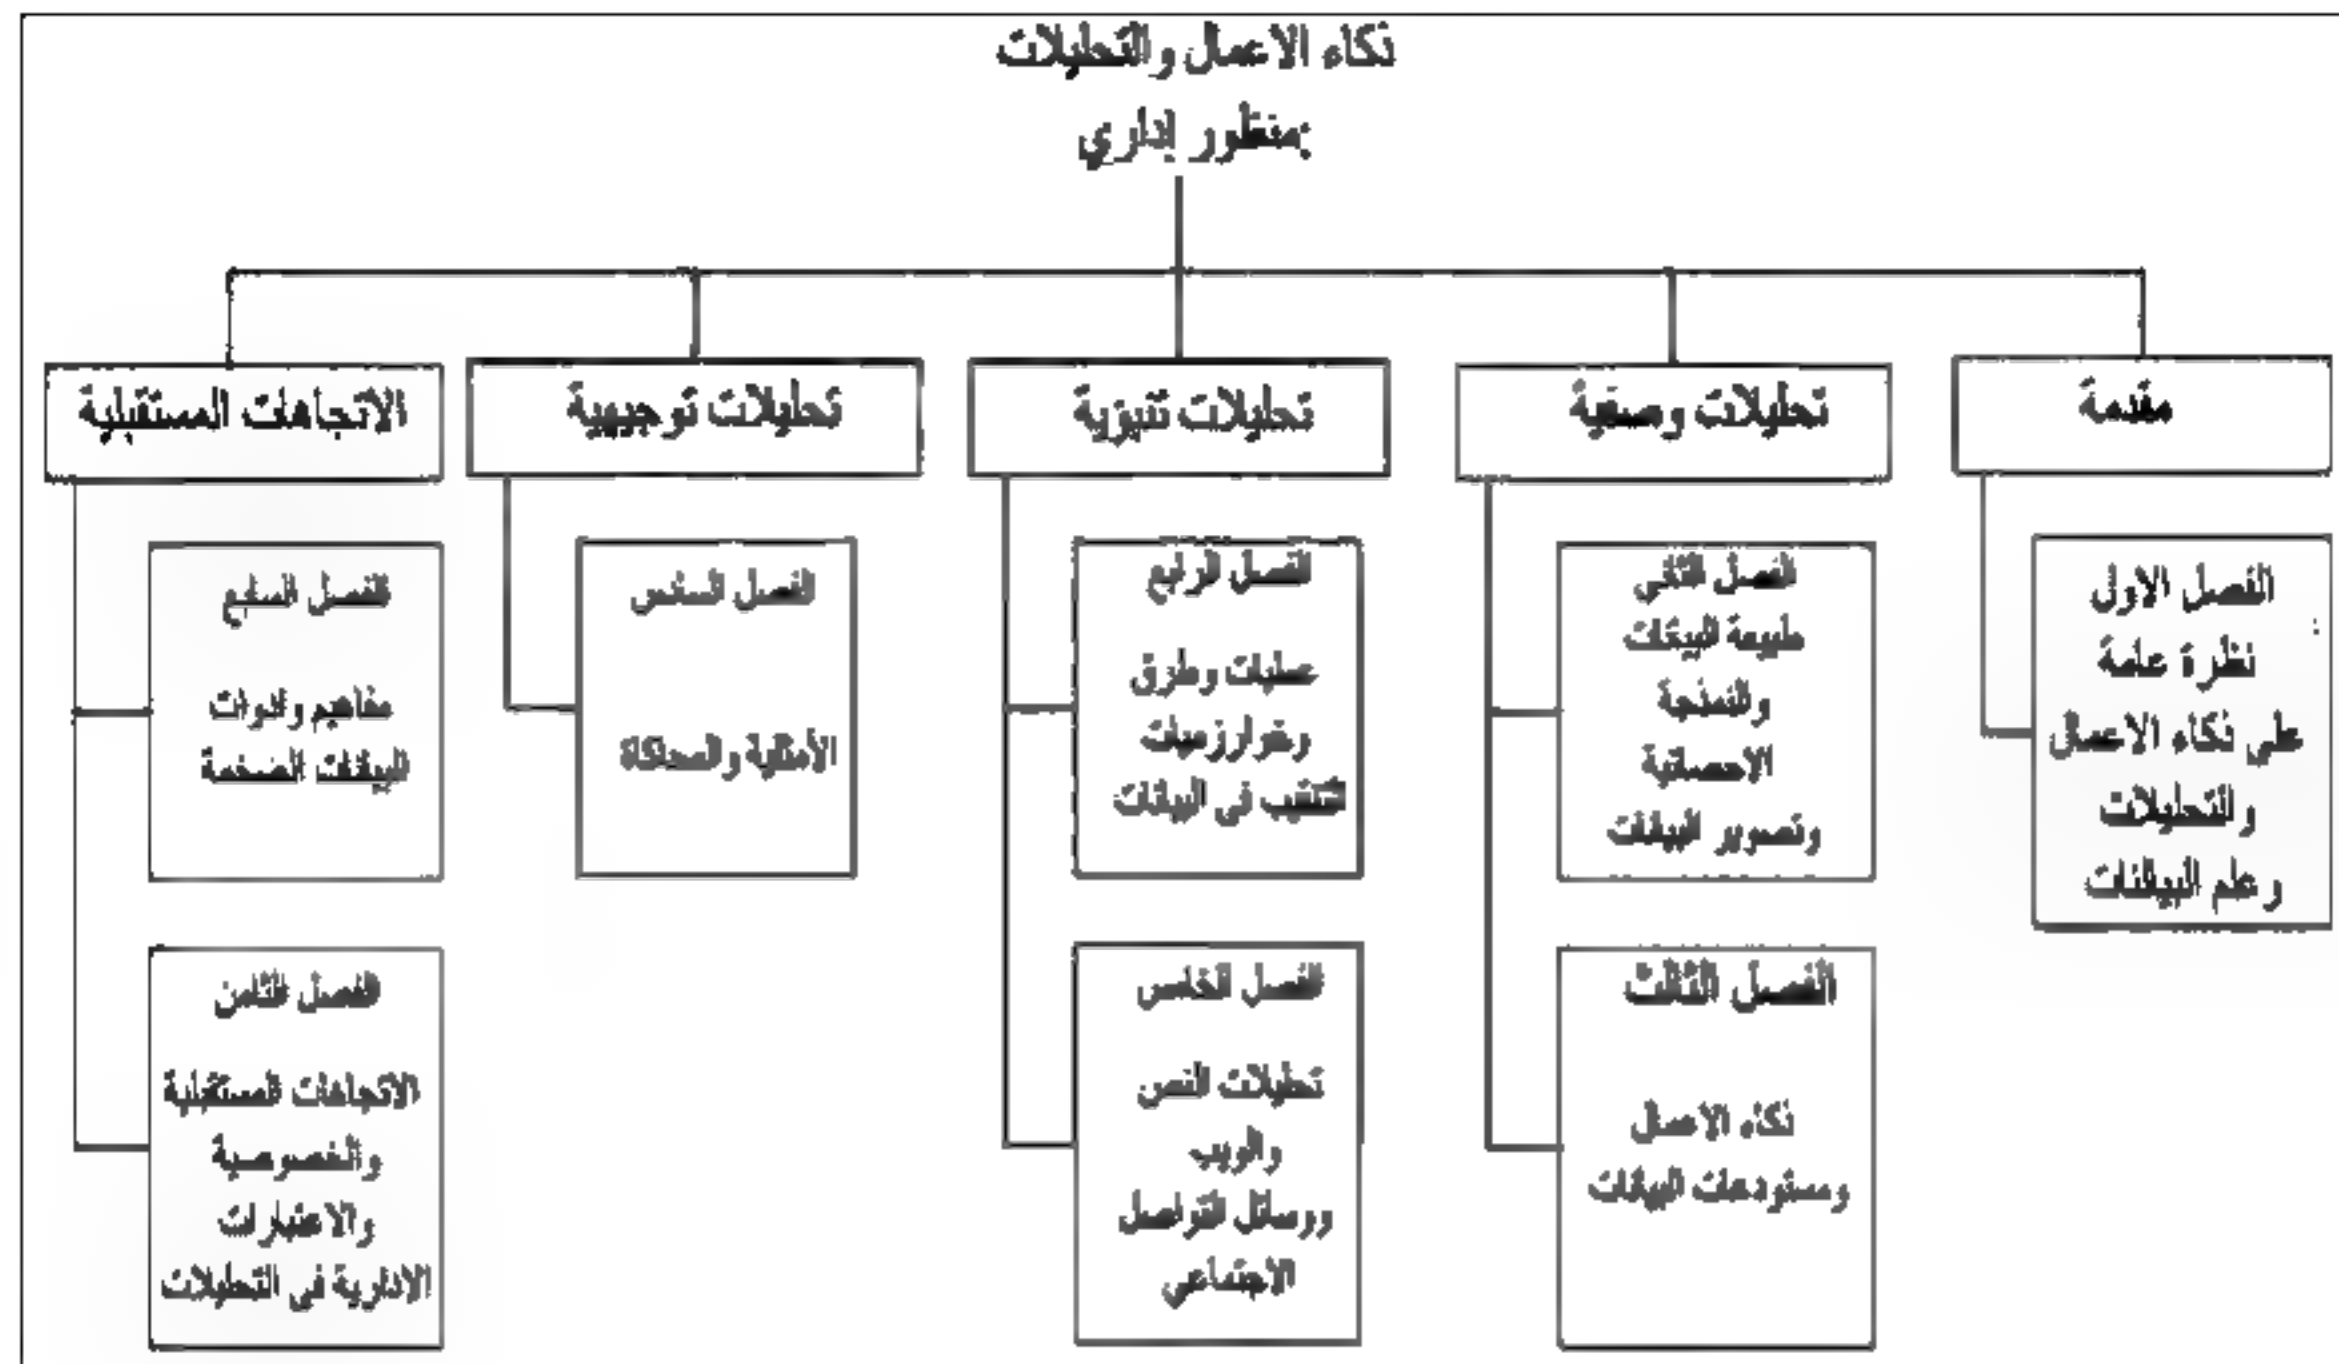 ذكاء الاعمال والتحليلات
:منظور إداري
مقدمة
تحليلات وصفية
تحليلات تنبؤية
تحليلات توجيهية
الاتجاهات المستقبلية
الفصل الاول
:
نظرة عامة
على ذكاء الاعمال
والتحليلات
وعلم البيانات
الفصل الثاني
طبيعة البيانات
والنمذجة
الاحصائية
وتصوير البيانات
الفصل الثالث
ذكاء الاعمال
ومستودعات البيانات
الفصل الرابع
عمليات وطرق
وخوارزميات
التنقيب في البيانات
الفصل الخامس
تحليلات النص
والويب
ووسائل التواصل
الاجتماعي
الفصل السادس
الأمثلية والمحاكاة
الفصل السابع
مفاهيم وادوات
البيانات الضخمة
الفصل الثامن
الاتجاهات المستقبلية
والخصوصية
والاعتبارات
الادارية في التحليلات